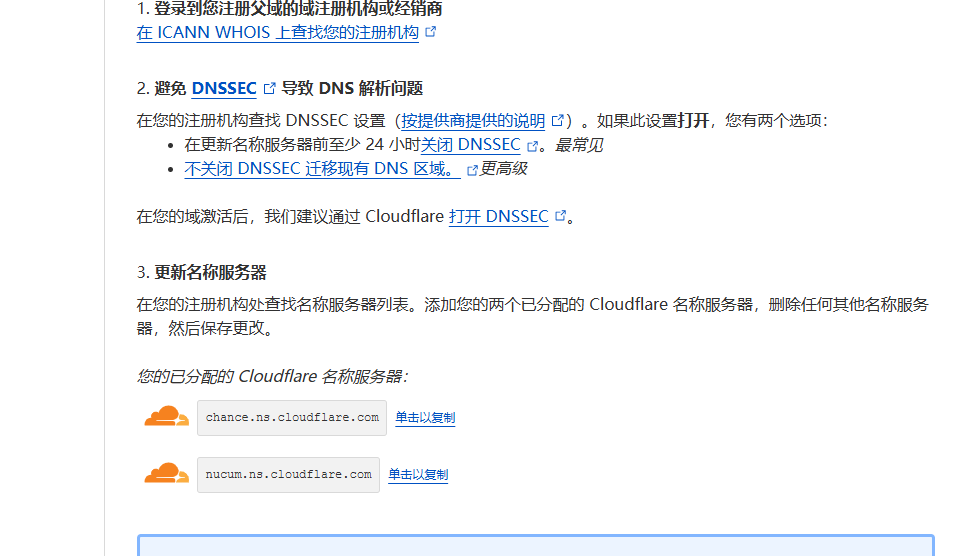 1. 登录到您注册父域的域注册机构或经销商
在 ICANN WHOIS 上查找您的注册机构
2. 避免 DNSSEC 导致 DNS 解析问题
在您的注册机构查找 DNSSEC 设置（按提供商提供的说明）。如果此设置打开，您有两个选项：
• 在更新名称服务器前至少 24 小时关闭 DNSSEC 。最常见
• 不关闭 DNSSEC 迁移现有 DNS 区域。 更高级
在您的域激活后，我们建议通过 Cloudflare 打开 DNSSEC 。
3. 更新名称服务器
在您的注册机构处查找名称服务器列表。添加您的两个已分配的 Cloudflare 名称服务器，删除任何其他名称服务
器，然后保存更改。
您的已分配的 Cloudflare 名称服务器：
chance.ns.cloudflare.com 单击以复制
nucum.ns.cloudflare.com 单击以复制